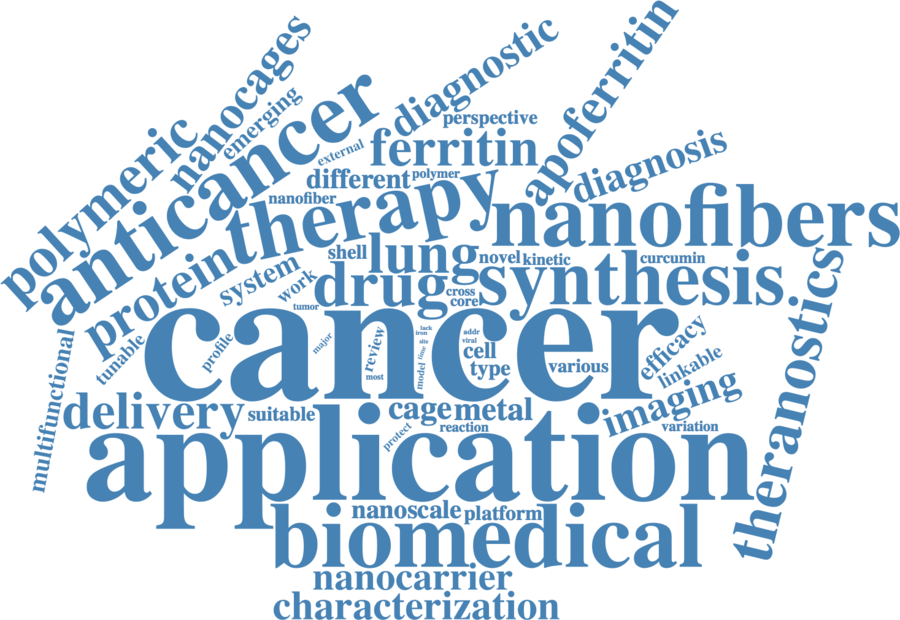 nanocages
diagnostic
apoferritin
emerging
perspective
polymeric
anticancer
external
ferritin
diagnosis
different
polymer
nanofiber
therapy
nanofibers
protein
shell
lung
novel
kinetic
curcumin
system
work
drug
cross
core
synthesis
tumor
cancer
theranostics
multifunctional
tunable
profile
major
review
most
lack
iron
site
time
model
addr
viral
cell
type
various
efficacy
linkable
imaging
delivery
suitable
cage
metal
reaction
variation
protect
application
nanoscale
platform
biomedical
nanocarrier
characterization